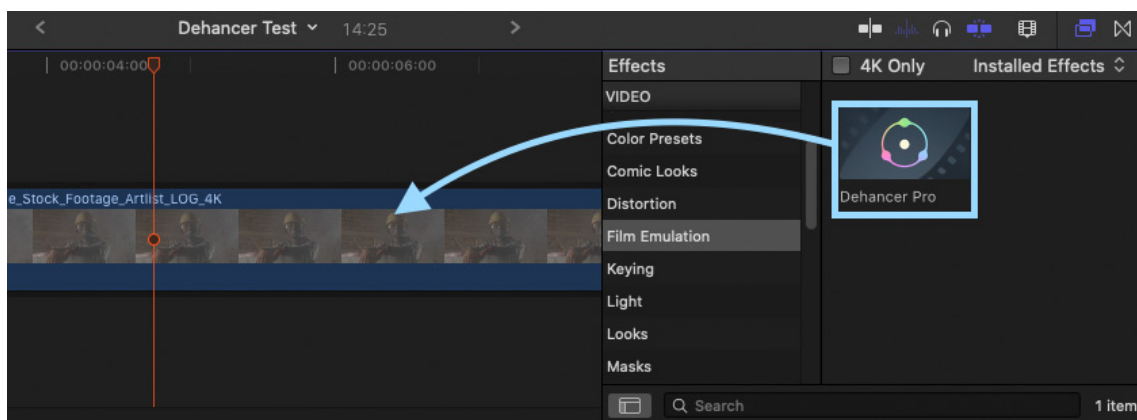 Dehancer Test
14:25
00:00:04:00
00:00:06:00
e_Stock_Footage_Artlist_LOG_4K
Effects
VIDEO
Color Presets
Comic Looks
Distortion
Film Emulation
Keying
Light
Looks
Masks
4K Only
Installed Effects
Dehancer Pro
Search
1 item